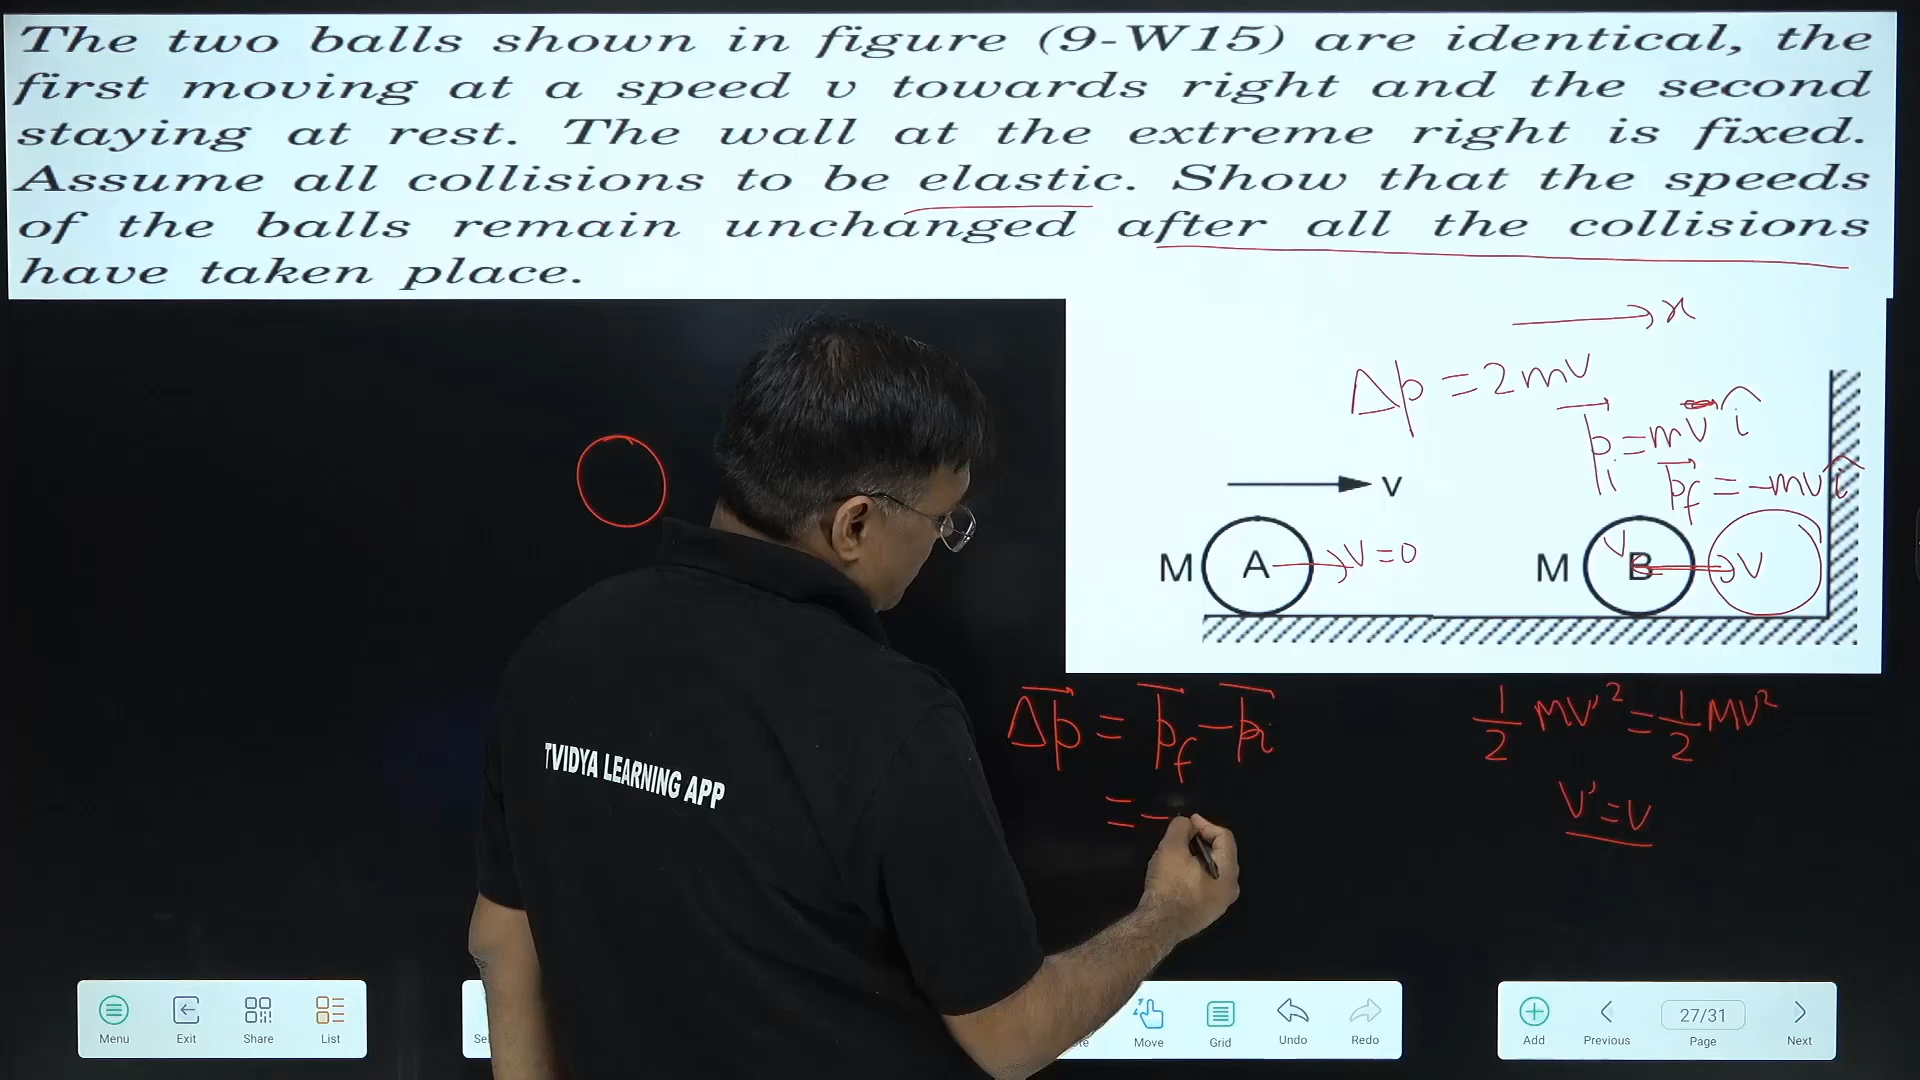 The two balls shown in figure (9-W15) are identical, the
first moving at a speed v towards right and the second
staying at rest. The wall at the extreme right is fixed.
Assume all collisions to be elastic. Show that the speeds
of the balls remain unchanged after all the collisions
have taken place.
x
Δp = 2mv
p⃗i = mv î
p⃗f = -mv î
v
M A V=0
M B V V
Δp⃗ = p⃗f - p⃗i
= -
1/2 MV'² = 1/2 MV²
V' = V
TVIDYA LEARNING APP
Menu Exit Share List
Move Grid Undo Redo
27/31
Add Previous Page Next